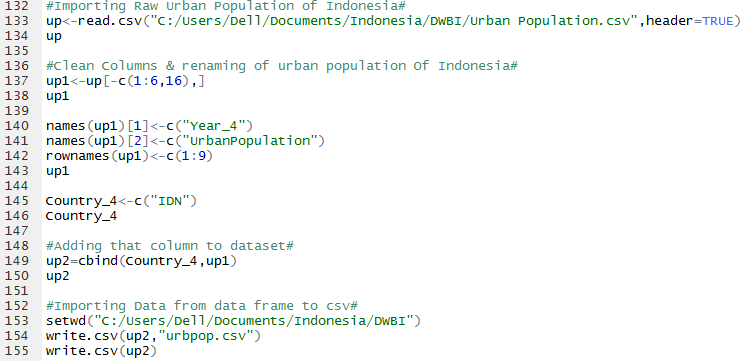 132 #Importing Raw Urban Population of Indonesia#
133 up<-read.csv("C:/Users/Dell/Documents/Indonesia/DWBI/Urban Population.csv",header=TRUE)
134 up
135
136 #Clean Columns & renaming of urban population Of Indonesia#
137 up1<-up[-c(1:6,16),]
138 up1
139
140 names(up1)[1]<-c("Year_4")
141 names(up1)[2]<-c("UrbanPopulation")
142 rownames(up1)<-c(1:9)
143 up1
144
145 Country_4<-c("IDN")
146 Country_4
147
148 #Adding that column to dataset#
149 up2=cbind(Country_4,up1)
150 up2
151
152 #Importing Data from data frame to csv#
153 setwd("C:/Users/Dell/Documents/Indonesia/DWBI")
154 write.csv(up2,"urbpop.csv")
155 write.csv(up2)